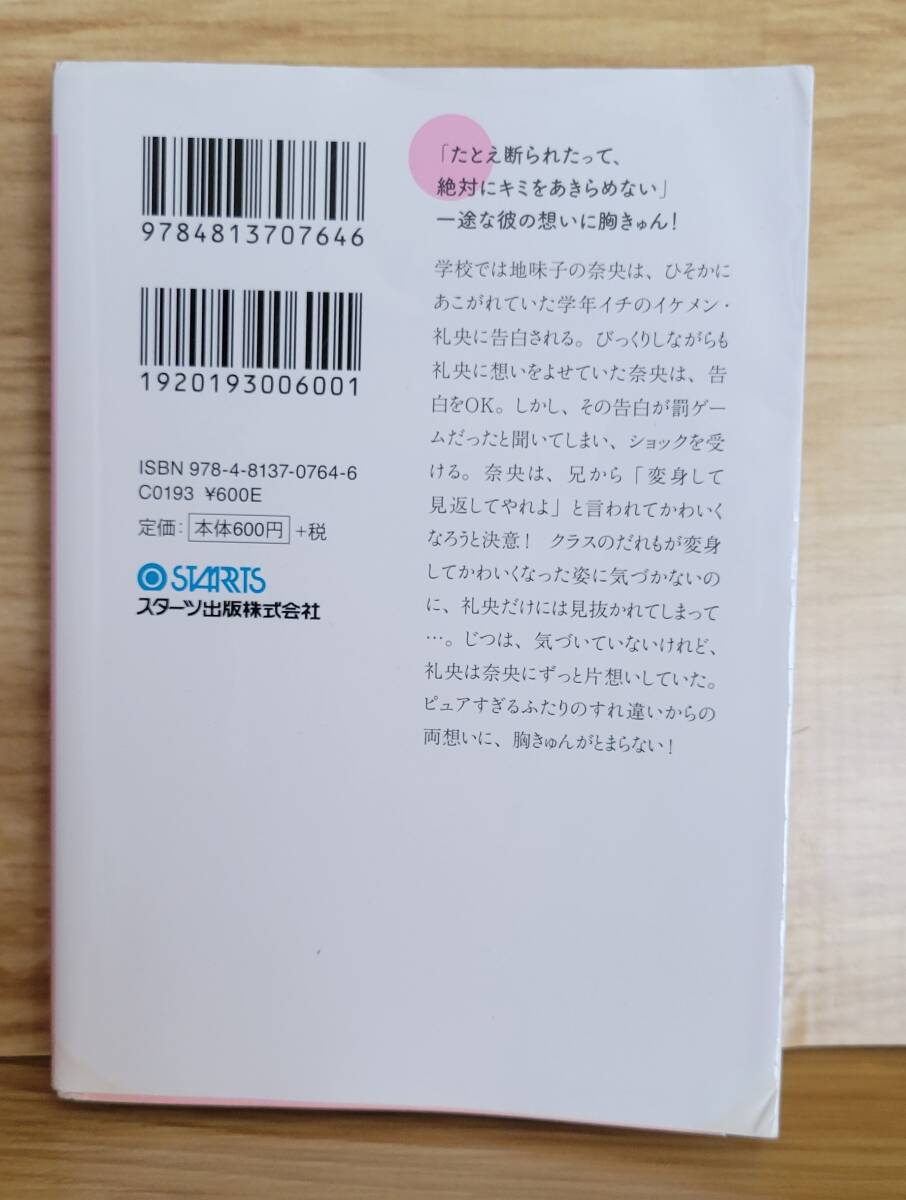 9784813707646
1920193006001
ISBN 978-4-8137-0764-6
C0193 ¥600E
定価：本体600円+税
STARTS
スターツ出版株式会社
「たとえ断られたって、
絶対にキミをあきらめない」
一途な彼の想いに胸きゅん！
学校では地味子の奈央は、ひそかに
あこがれていた学年イチのイケメン・
礼央に告白される。びっくりしながらも
礼央に想いをよせていた奈央は、告
白をOK。しかし、その告白が罰ゲー
ムだったと聞いてしまい、ショックを受
ける。奈央は、兄から「変身して
見返してやれよ」と言われてかわいく
なろうと決意！　クラスのだれもが変身
してかわいくなった姿に気づかないの
に、礼央だけには見抜かれてしまって
…。じつは、気づいていないけれど、
礼央は奈央にずっと片想いしていた。
ピュアすぎるふたりのすれ違いからの
両想いに、胸きゅんがとまらない！